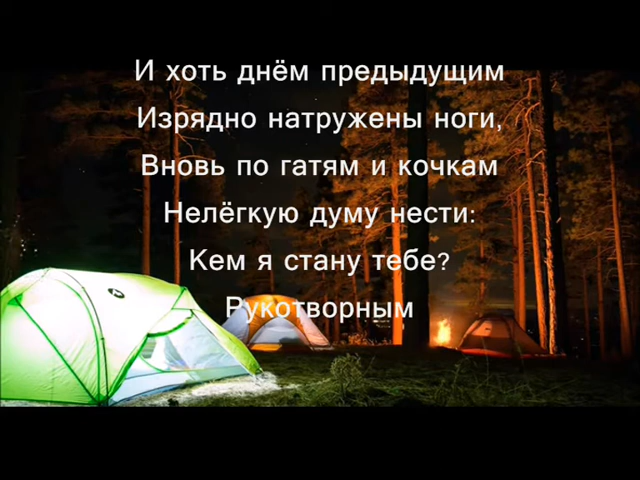 И хоть днём предыдущим
Изрядно натружены ноги,
Вновь по гатям и кочкам
Нелёгкую думу нести:
Кем я стану тебе?
Рукотворным